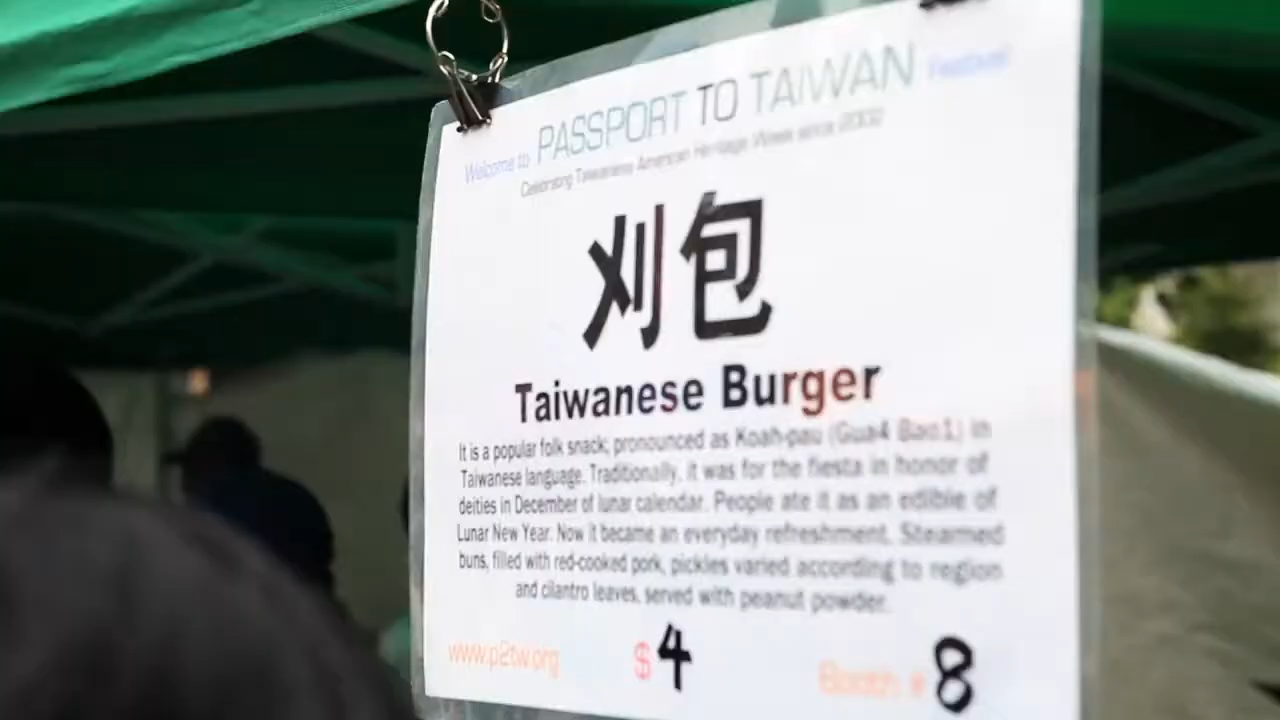 Welcome to PASSPORT TO TAIWAN Festival
Celebrating Taiwanese American Heritage Week since 2002
刈包
Taiwanese Burger
It is a popular folk snack; pronounced as Koah-pau (Gua4 Bao1) in
Taiwanese language. Traditionally, it was for the fiesta in honor of
deities in December of lunar calendar. People ate it as an edible of
Lunar New Year. Now it became an everyday refreshment. Steamed
buns, filled with red-cooked pork, pickles varied according to region
and cilantro leaves, served with peanut powder.
www.p2tw.org $4 Booth # 8